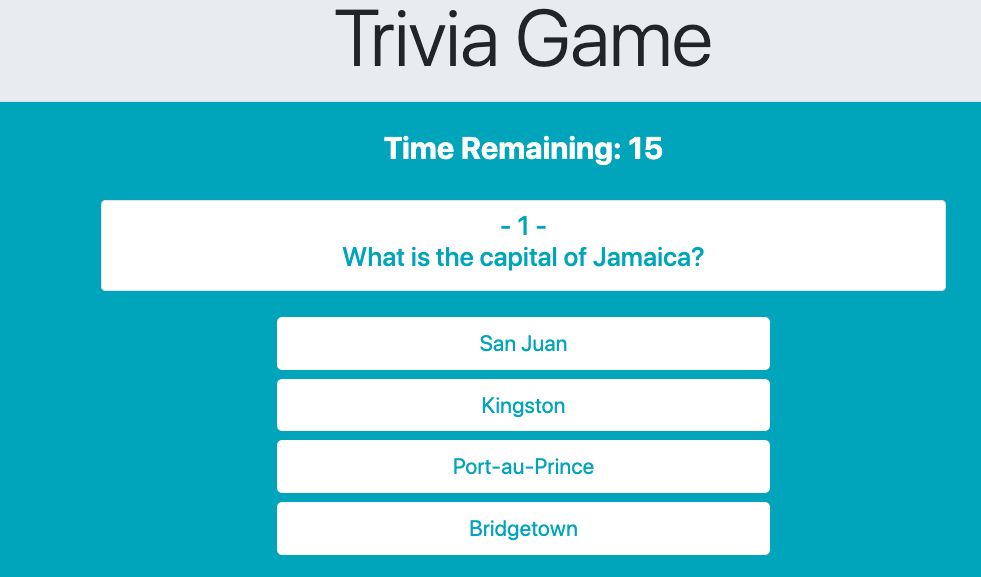 Trivia Game
Time Remaining: 15
- 1 -
What is the capital of Jamaica?
San Juan
Kingston
Port-au-Prince
Bridgetown